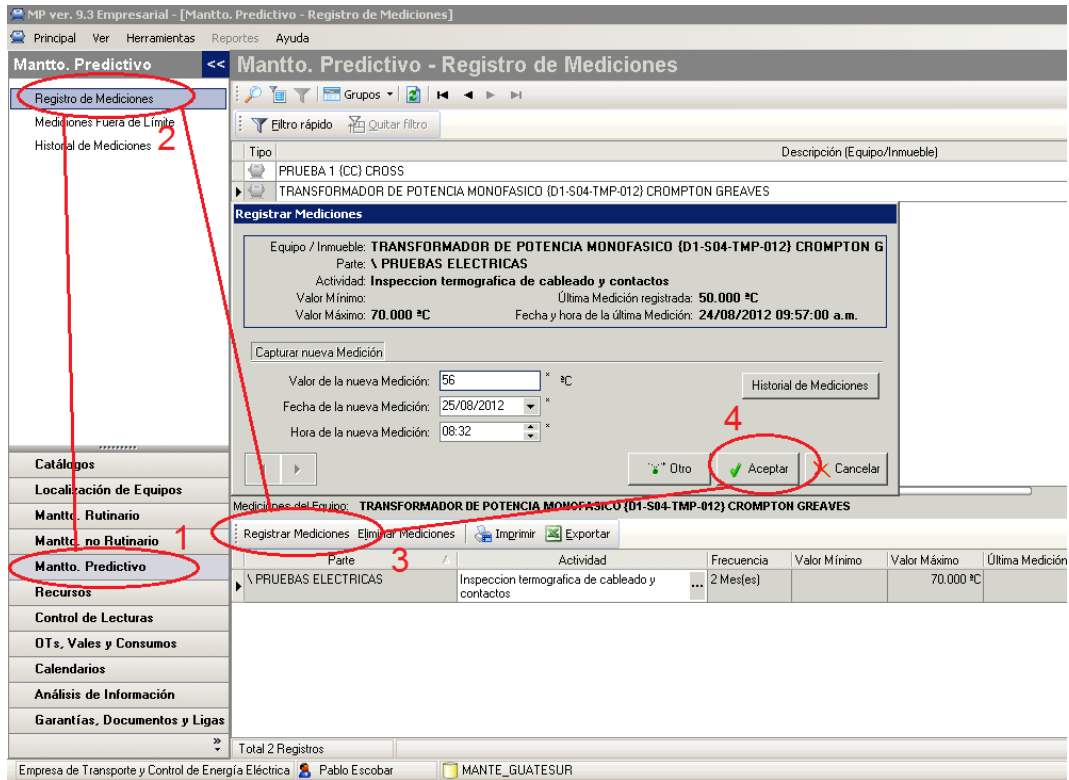 MP ver. 9.3 Empresarial - [Mantto. Predictivo - Registro de Mediciones]
Principal Ver Herramientas Reportes Ayuda
Mantto. Predictivo <<
Mantto. Predictivo - Registro de Mediciones
Registro de Mediciones
Mediciones Fuera de Límite
Historial de Mediciones
2
Grupos
Filtro rápido Quitar filtro
Tipo Descripción (Equipo/Inmueble)
PRUEBA 1 {CC} CROSS
TRANSFORMADOR DE POTENCIA MONOFASICO {D1-S04-TMP-012} CROMPTON GREAVES
Registrar Mediciones
Equipo / Inmueble: TRANSFORMADOR DE POTENCIA MONOFASICO {D1-S04-TMP-012} CROMPTON G
Parte: \ PRUEBAS ELECTRICAS
Actividad: Inspeccion termografica de cableado y contactos
Valor Mínimo: Última Medición registrada: 50.000 ªC
Valor Máximo: 70.000 ªC Fecha y hora de la última Medición: 24/08/2012 09:57:00 a.m.
Capturar nueva Medición
Valor de la nueva Medición: 56 * ªC
Historial de Mediciones
Fecha de la nueva Medición: 25/08/2012 *
Hora de la nueva Medición: 08:32 *
4
Otro Aceptar Cancelar
Catálogos
Localización de Equipos
Mantto. Rutinario
Mantto. no Rutinario
1
Mantto. Predictivo
Recursos
Control de Lecturas
OTs, Vales y Consumos
Calendarios
Análisis de Información
Garantías, Documentos y Ligas
»
Mediciones del Equipo: TRANSFORMADOR DE POTENCIA MONOFASICO {D1-S04-TMP-012} CROMPTON GREAVES
Registrar Mediciones Eliminar Mediciones Imprimir Exportar
3
Parte Actividad Frecuencia Valor Mínimo Valor Máximo Última Medición
\ PRUEBAS ELECTRICAS Inspeccion termografica de cableado y contactos ... 2 Mes(es) 70.000 ªC
Total 2 Registros
Empresa de Transporte y Control de Energía Eléctrica Pablo Escobar MANTE_GUATESUR